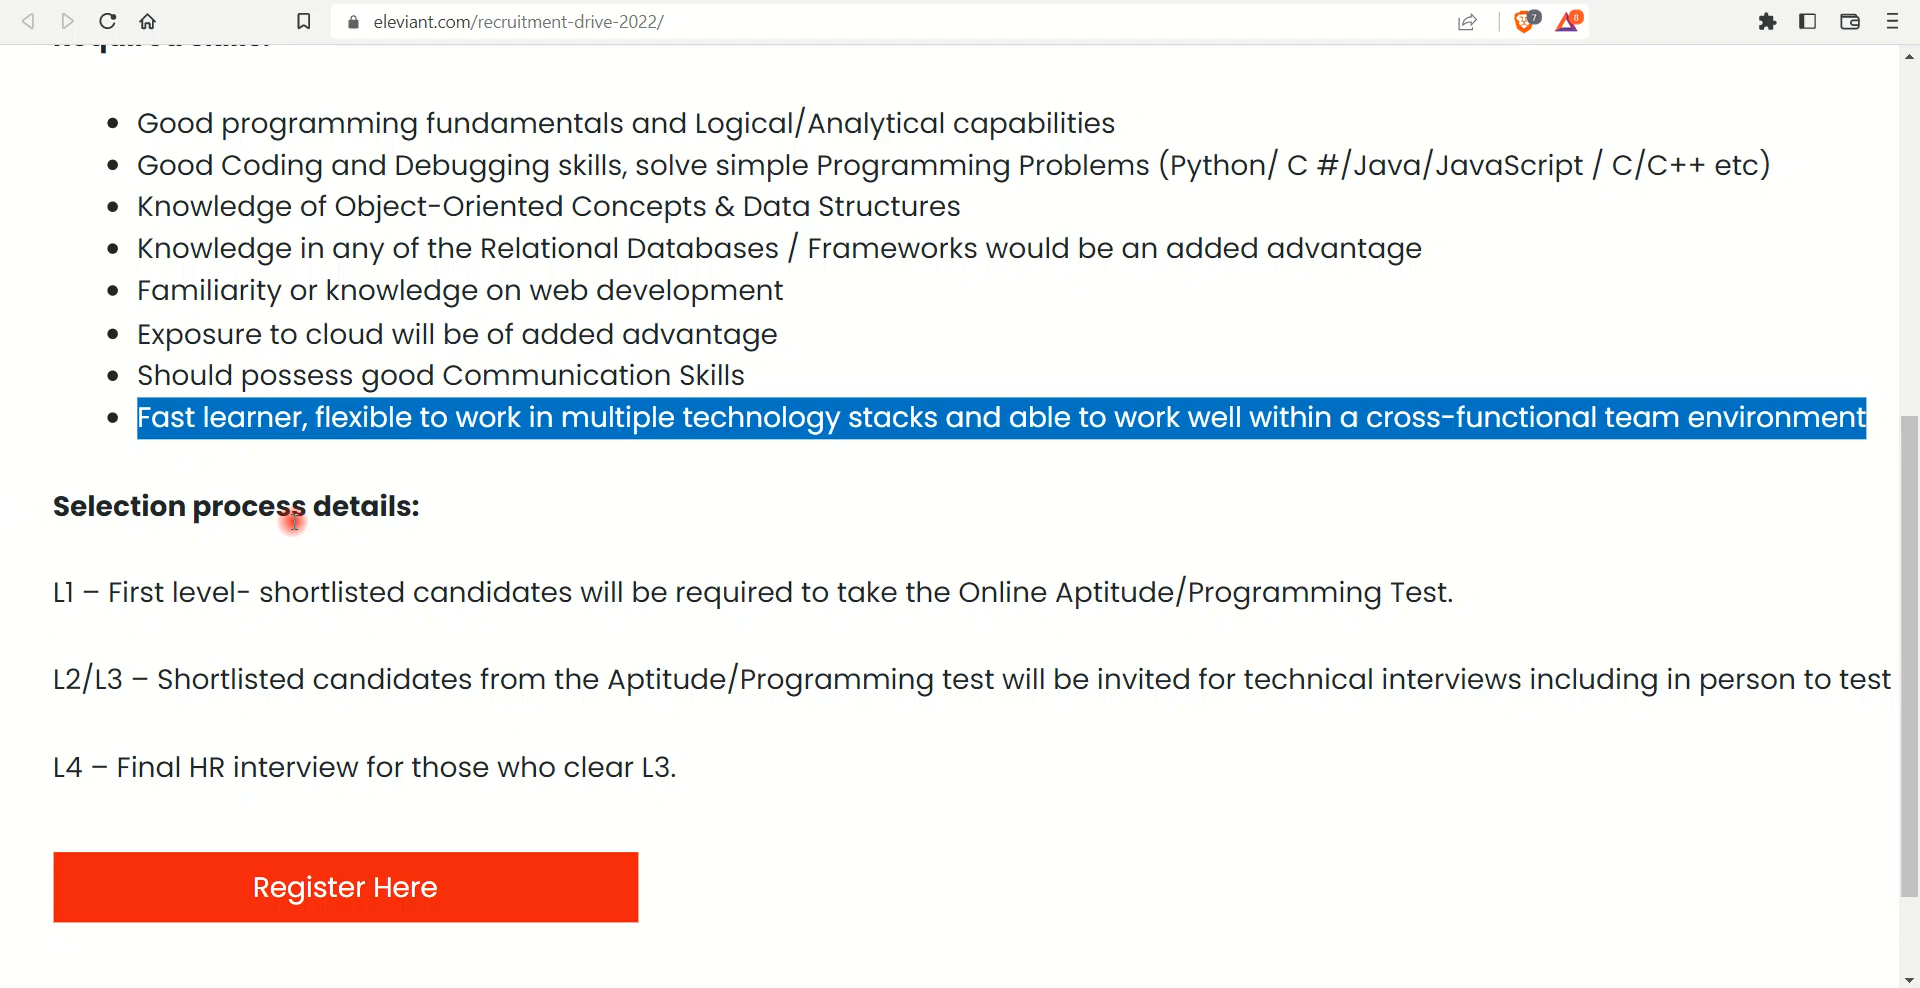 eleviant.com/recruitment-drive-2022/
7
8
Required Skills:
Good programming fundamentals and Logical/Analytical capabilities
Good Coding and Debugging skills, solve simple Programming Problems (Python/ C #/Java/JavaScript / C/C++ etc)
Knowledge of Object-Oriented Concepts & Data Structures
Knowledge in any of the Relational Databases / Frameworks would be an added advantage
Familiarity or knowledge on web development
Exposure to cloud will be of added advantage
Should possess good Communication Skills
Fast learner, flexible to work in multiple technology stacks and able to work well within a cross-functional team environment
Selection process details:
L1 – First level- shortlisted candidates will be required to take the Online Aptitude/Programming Test.
L2/L3 – Shortlisted candidates from the Aptitude/Programming test will be invited for technical interviews including in person to test
L4 – Final HR interview for those who clear L3.
Register Here